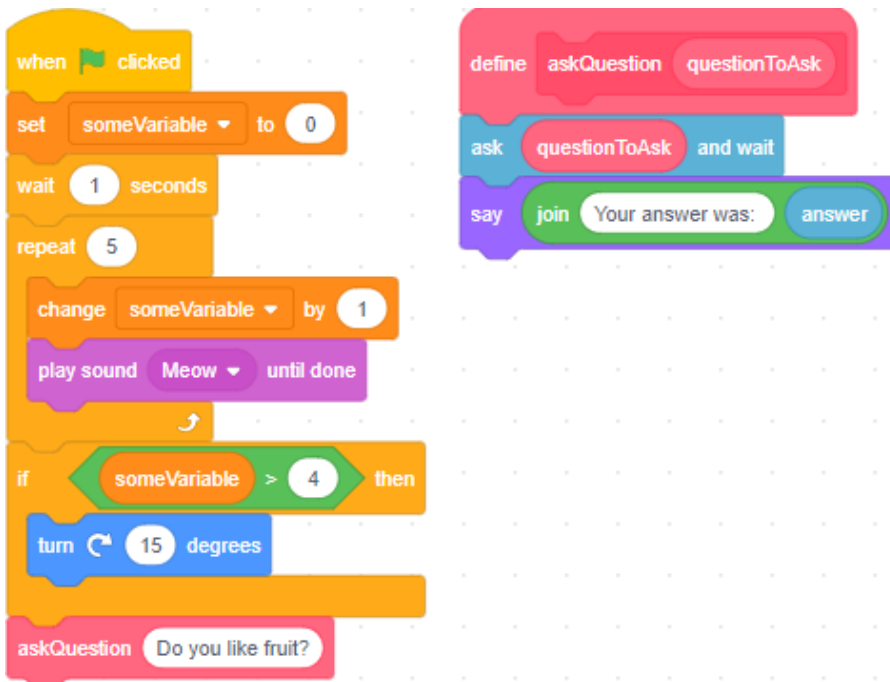 when clicked
set someVariable to 0
wait 1 seconds
repeat 5
change someVariable by 1
play sound Meow until done
if someVariable > 4 then
turn 15 degrees
askQuestion Do you like fruit?
define askQuestion questionToAsk
ask questionToAsk and wait
say join Your answer was: answer